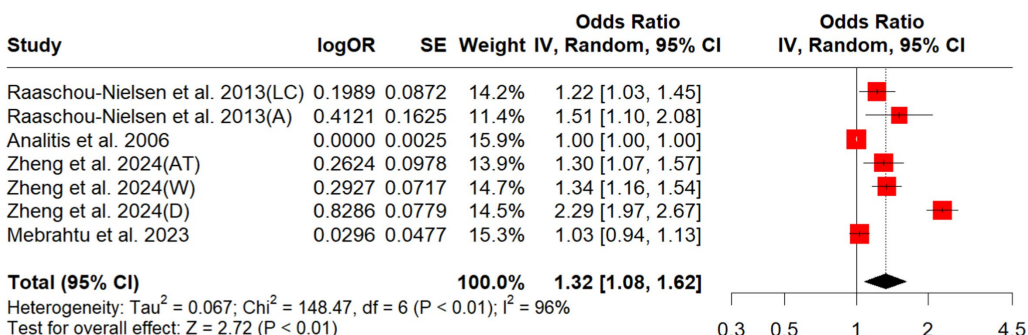 Odds Ratio Odds Ratio
Study logOR SE Weight IV, Random, 95% CI IV, Random, 95% CI
Raaschou-Nielsen et al. 2013(LC) 0.1989 0.0872 14.2% 1.22 [1.03, 1.45]
Raaschou-Nielsen et al. 2013(A) 0.4121 0.1625 11.4% 1.51 [1.10, 2.08]
Analitis et al. 2006 0.0000 0.0025 15.9% 1.00 [1.00, 1.00]
Zheng et al. 2024(AT) 0.2624 0.0978 13.9% 1.30 [1.07, 1.57]
Zheng et al. 2024(W) 0.2927 0.0717 14.7% 1.34 [1.16, 1.54]
Zheng et al. 2024(D) 0.8286 0.0779 14.5% 2.29 [1.97, 2.67]
Mebrahtu et al. 2023 0.0296 0.0477 15.3% 1.03 [0.94, 1.13]
Total (95% CI) 100.0% 1.32 [1.08, 1.62]
Heterogeneity: Tau² = 0.067; Chi² = 148.47, df = 6 (P < 0.01); I² = 96%
Test for overall effect: Z = 2.72 (P < 0.01)
0.3 0.5 1 2 4.5